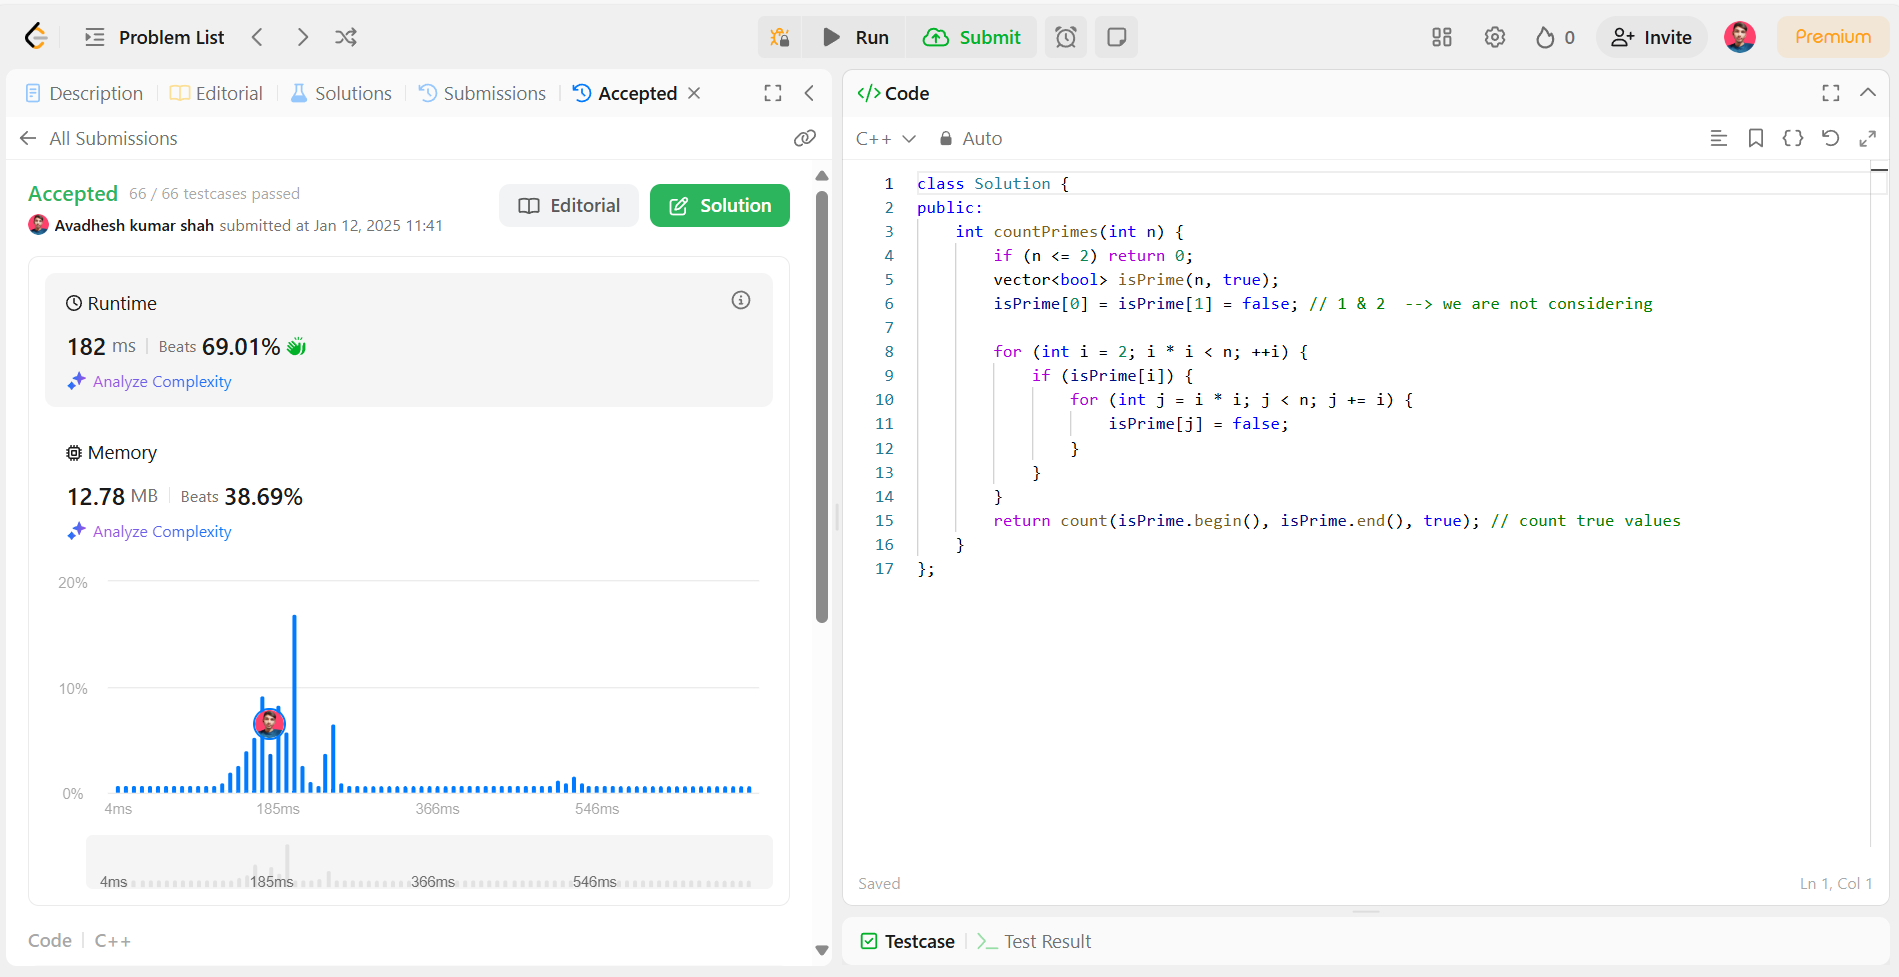 Problem List
Run
Submit
0
Invite
Premium
Description
Editorial
Solutions
Submissions
Accepted
All Submissions
Accepted 66 / 66 testcases passed
Avadhesh kumar shah submitted at Jan 12, 2025 11:41
Editorial
Solution
Runtime
182 ms | Beats 69.01%
Analyze Complexity
Memory
12.78 MB | Beats 38.69%
Analyze Complexity
20%
10%
0%
4ms 185ms 366ms 546ms
4ms 185ms 366ms 546ms
Code | C++
</> Code
C++ Auto
1 class Solution {
2 public:
3     int countPrimes(int n) {
4         if (n <= 2) return 0;
5         vector<bool> isPrime(n, true);
6         isPrime[0] = isPrime[1] = false; // 1 & 2  --> we are not considering
7
8         for (int i = 2; i * i < n; ++i) {
9             if (isPrime[i]) {
10                 for (int j = i * i; j < n; j += i) {
11                     isPrime[j] = false;
12                 }
13             }
14         }
15         return count(isPrime.begin(), isPrime.end(), true); // count true values
16     }
17 };
Saved
Ln 1, Col 1
Testcase
Test Result